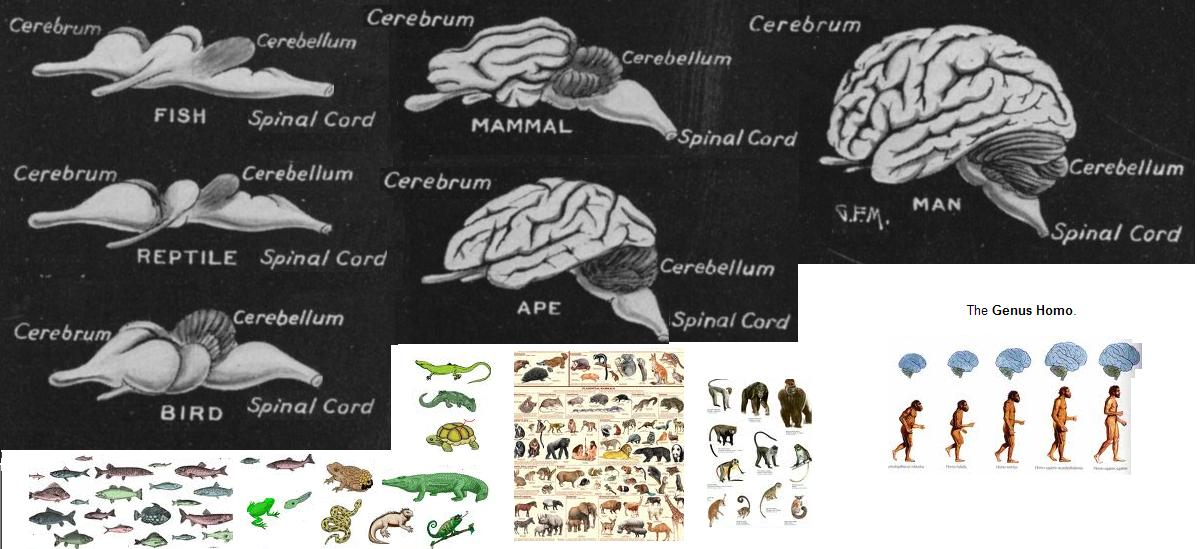 Cerebrum
Cerebellum
FISH
Spinal Cord
Cerebrum
Cerebellum
MAMMAL
Spinal Cord
Cerebrum
Cerebellum
G.F.M.
MAN
Spinal Cord
Cerebrum
Cerebellum
REPTILE
Spinal Cord
Cerebrum
Cerebellum
APE
Spinal Cord
Cerebrum
Cerebellum
BIRD
Spinal Cord
The Genus Homo.